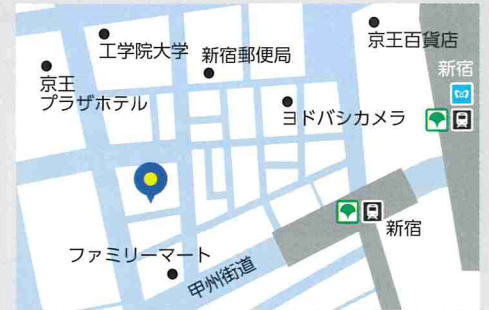 京王百貨店
工学院大学
新宿郵便局
新宿
京王
プラザホテル
ヨドバシカメラ
新宿
ファミリーマート
甲州街道